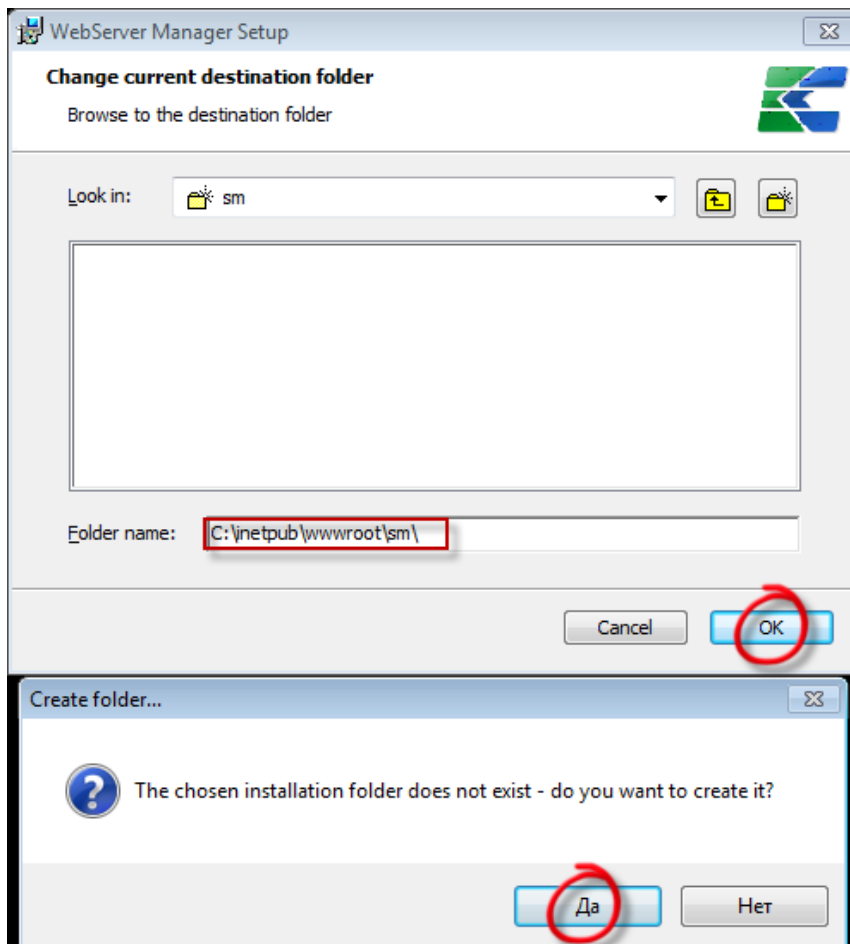 WebServer Manager Setup
Change current destination folder
Browse to the destination folder
Look in: sm
Folder name: C:\inetpub\wwwroot\sm\
Cancel OK
Create folder...
The chosen installation folder does not exist - do you want to create it?
Да Нет